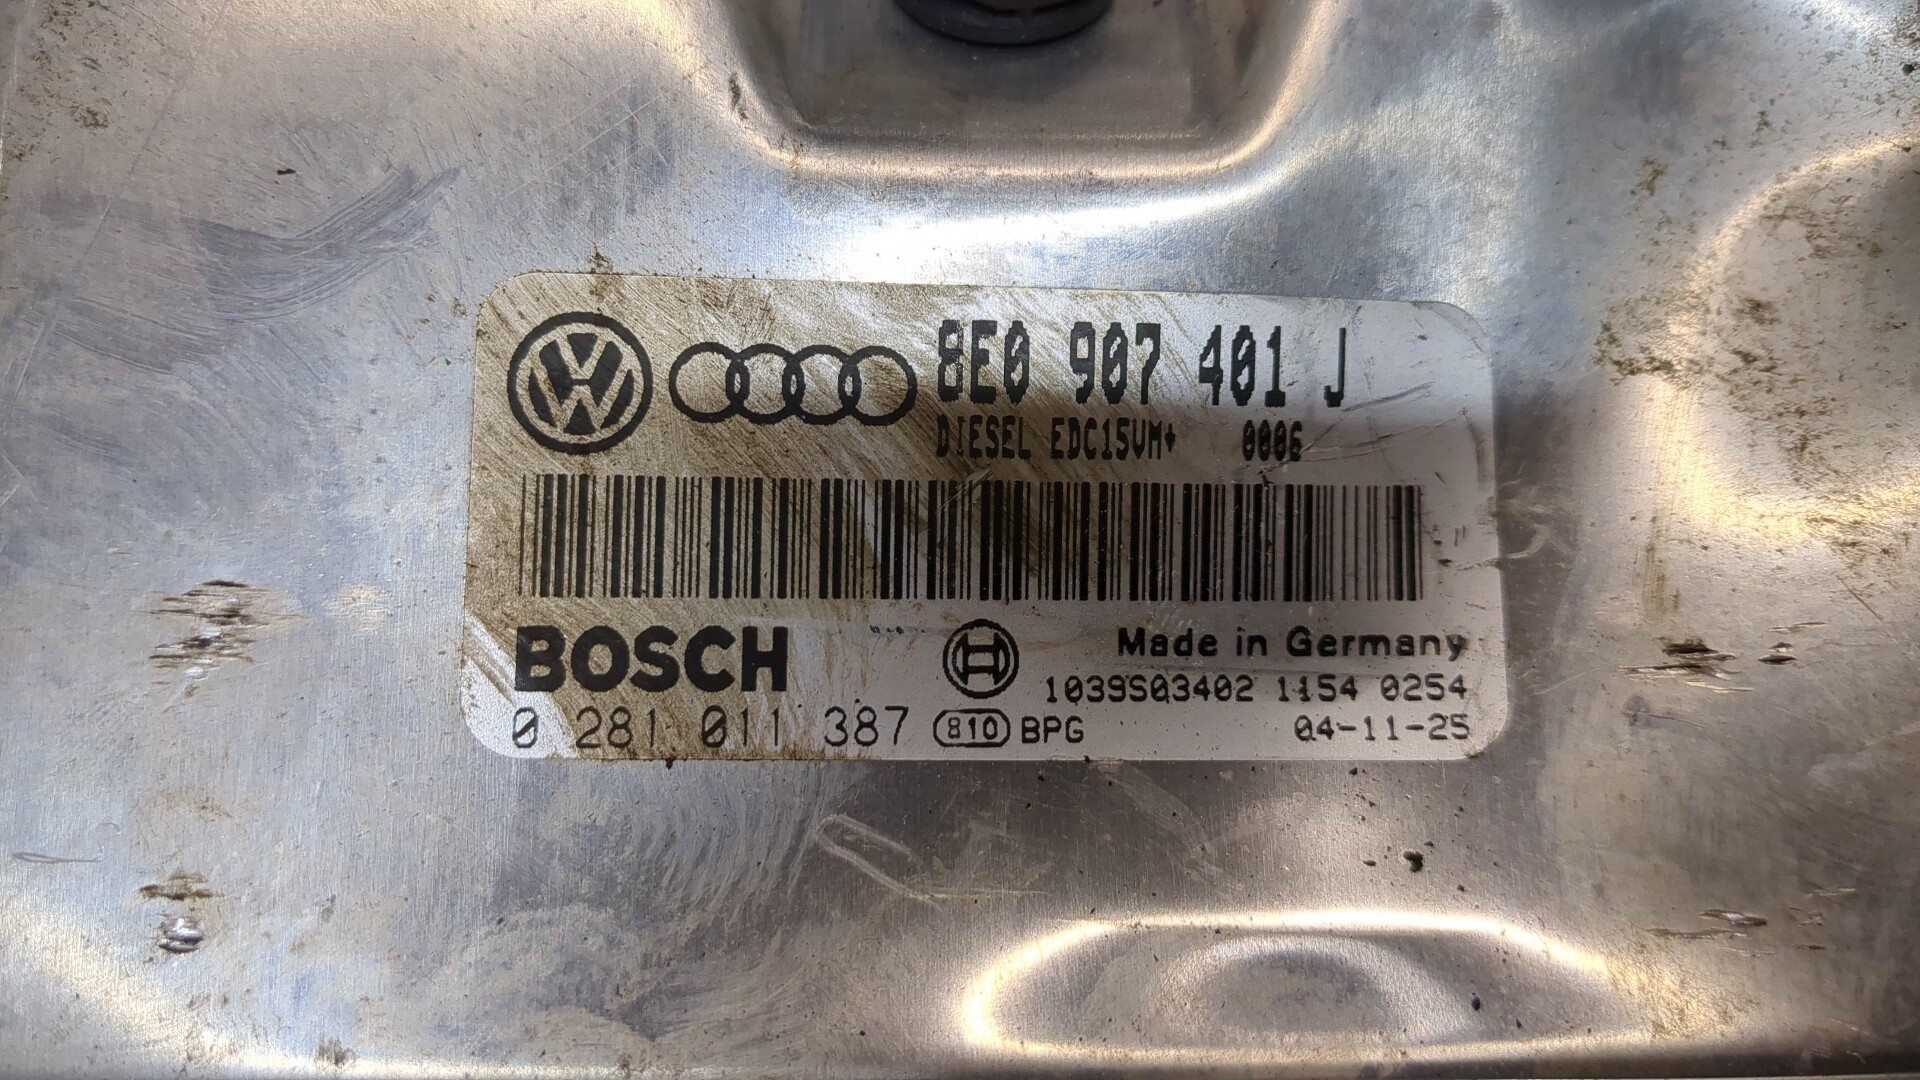 8E0 907 401 J
DIESEL EDC15VM+ 0006
BOSCH
Made in Germany
1039S03402 1154 0254
0 281 011 387 810 BPG 04-11-25